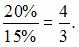 20%/15% = 4/3.